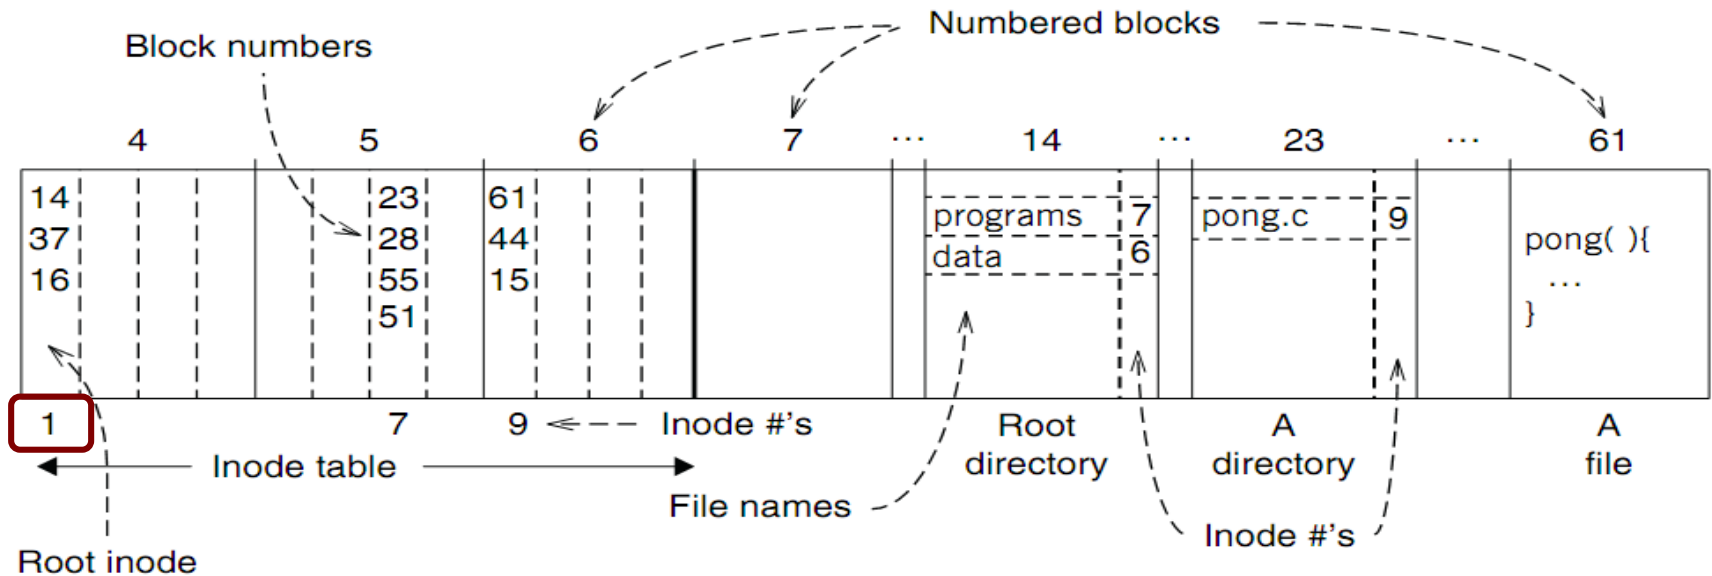 Numbered blocks
Block numbers
4 5 6 7 ... 14 ... 23 ... 61
14 23 61
programs 7 pong.c 9
37 28 44 pong( ){
data 6
16 55 15 ...
51 }
1 7 9 Inode #'s Root A A
Inode table directory directory file
File names
Inode #'s
Root inode